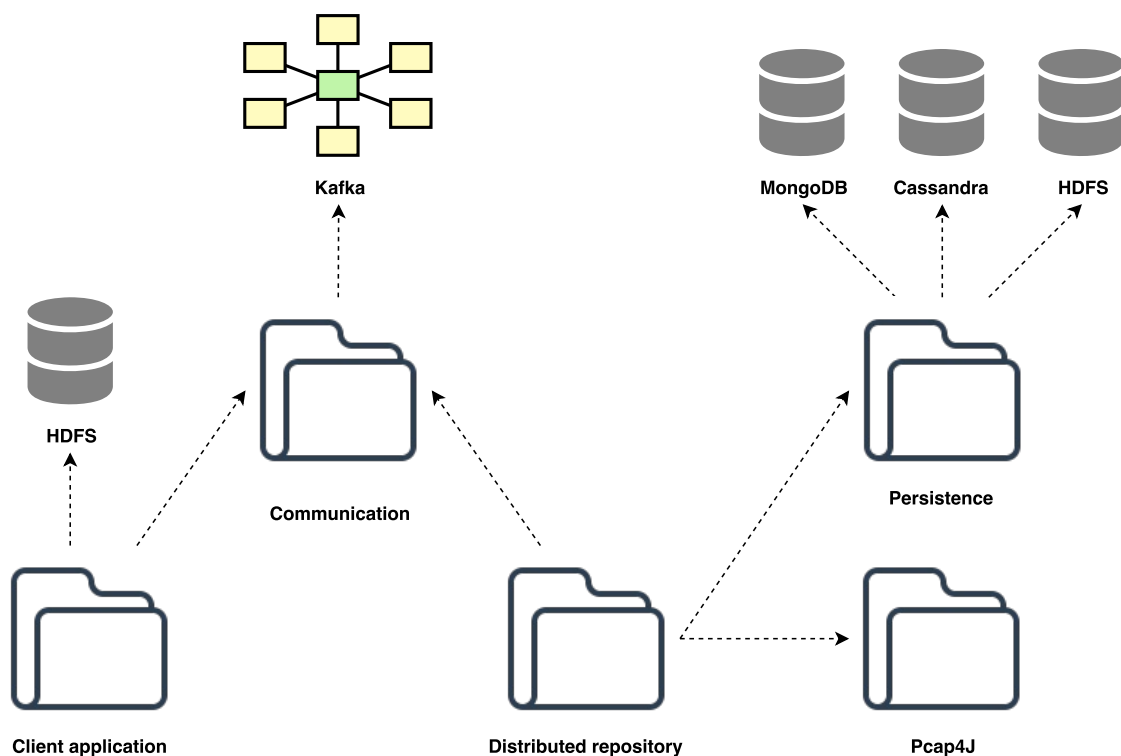 Kafka
MongoDB
Cassandra
HDFS
HDFS
Communication
Persistence
Client application
Distributed repository
Pcap4J